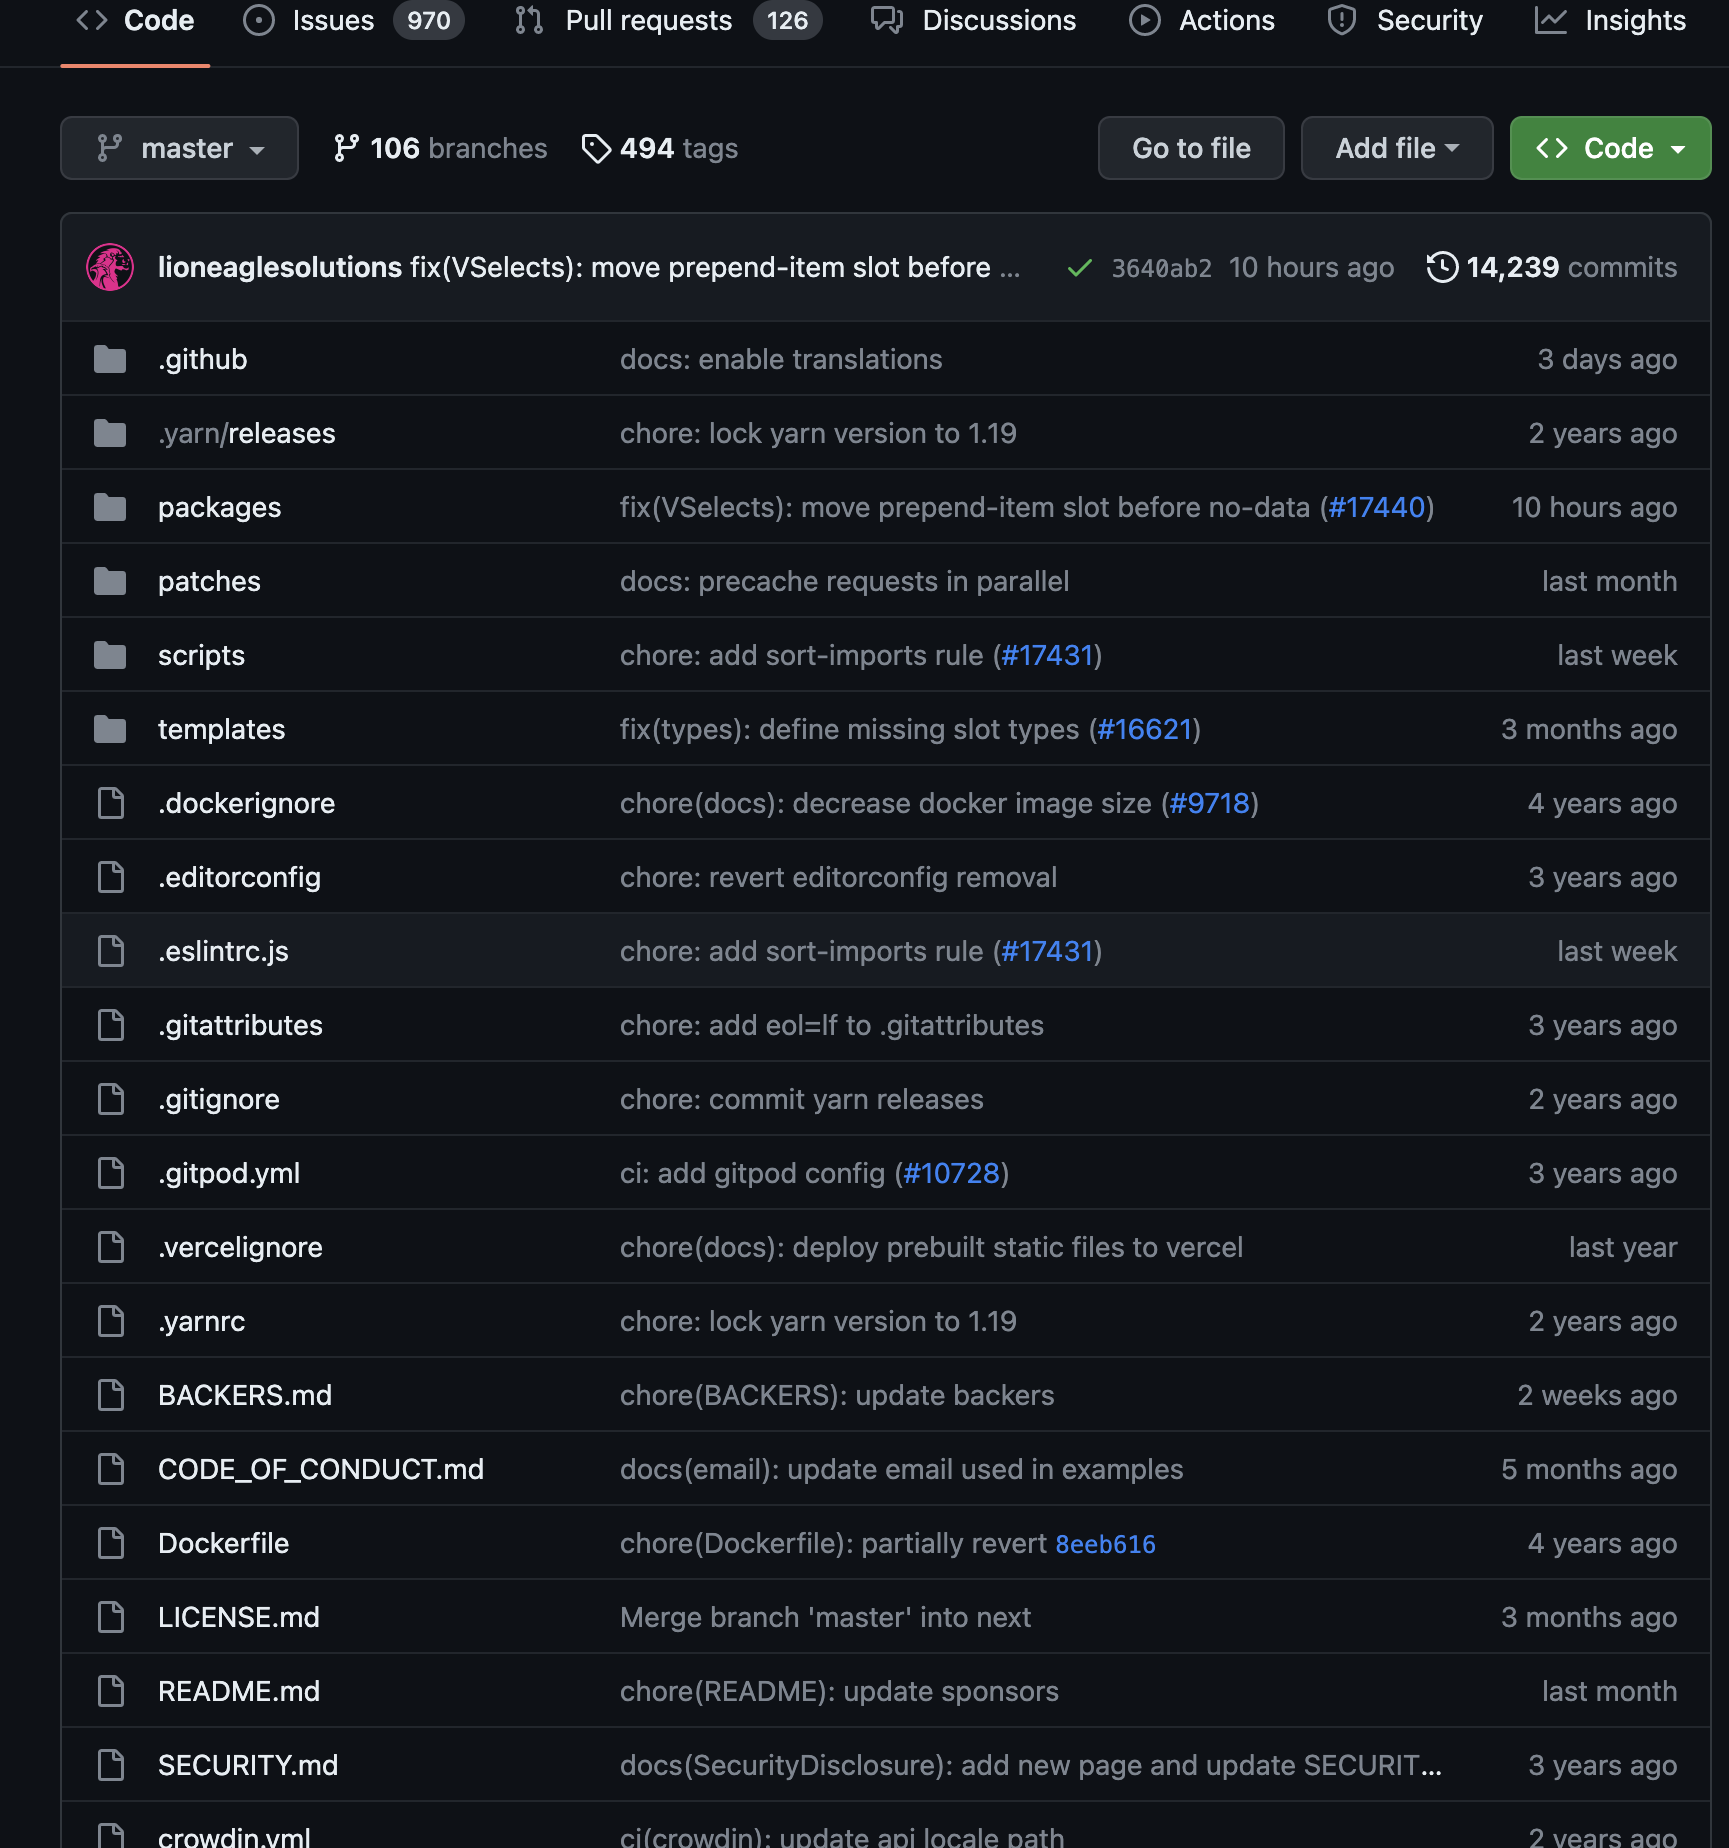 Code Issues 970 Pull requests 126 Discussions Actions Security Insights
master 106 branches 494 tags Go to file Add file Code
lioneaglesolutions fix(VSelects): move prepend-item slot before ... 3640ab2 10 hours ago 14,239 commits
.github docs: enable translations 3 days ago
.yarn/releases chore: lock yarn version to 1.19 2 years ago
packages fix(VSelects): move prepend-item slot before no-data (#17440) 10 hours ago
patches docs: precache requests in parallel last month
scripts chore: add sort-imports rule (#17431) last week
templates fix(types): define missing slot types (#16621) 3 months ago
.dockerignore chore(docs): decrease docker image size (#9718) 4 years ago
.editorconfig chore: revert editorconfig removal 3 years ago
.eslintrc.js chore: add sort-imports rule (#17431) last week
.gitattributes chore: add eol=lf to .gitattributes 3 years ago
.gitignore chore: commit yarn releases 2 years ago
.gitpod.yml ci: add gitpod config (#10728) 3 years ago
.vercelignore chore(docs): deploy prebuilt static files to vercel last year
.yarnrc chore: lock yarn version to 1.19 2 years ago
BACKERS.md chore(BACKERS): update backers 2 weeks ago
CODE_OF_CONDUCT.md docs(email): update email used in examples 5 months ago
Dockerfile chore(Dockerfile): partially revert 8eeb616 4 years ago
LICENSE.md Merge branch 'master' into next 3 months ago
README.md chore(README): update sponsors last month
SECURITY.md docs(SecurityDisclosure): add new page and update SECURIT... 3 years ago
crowdin.yml ci(crowdin): update api locale path 2 years ago